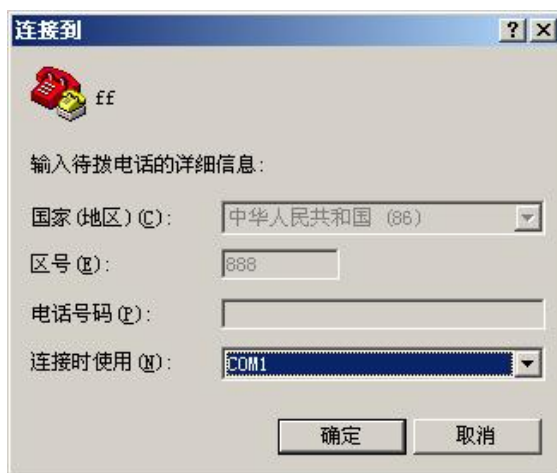 连接到
ff
输入待拨电话的详细信息:
国家(地区)(C): 中华人民共和国 (86)
区号(E): 888
电话号码(P):
连接时使用(N): COM1
确定 取消